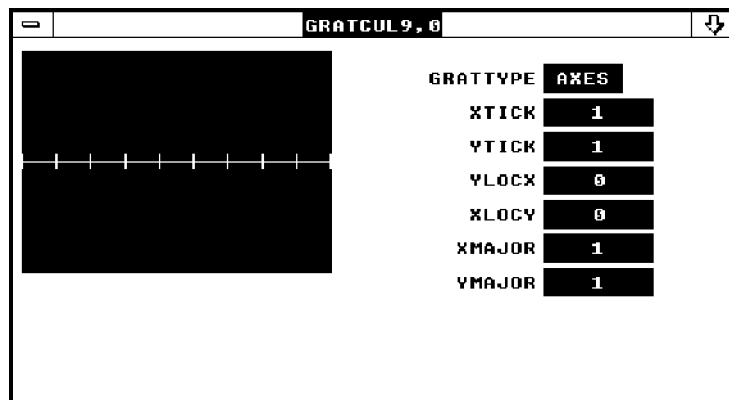 GRATCUL9,0
GRATTYPE AXES
XTICK 1
YTICK 1
YLOCX 0
XLOCY 0
XMAJOR 1
YMAJOR 1